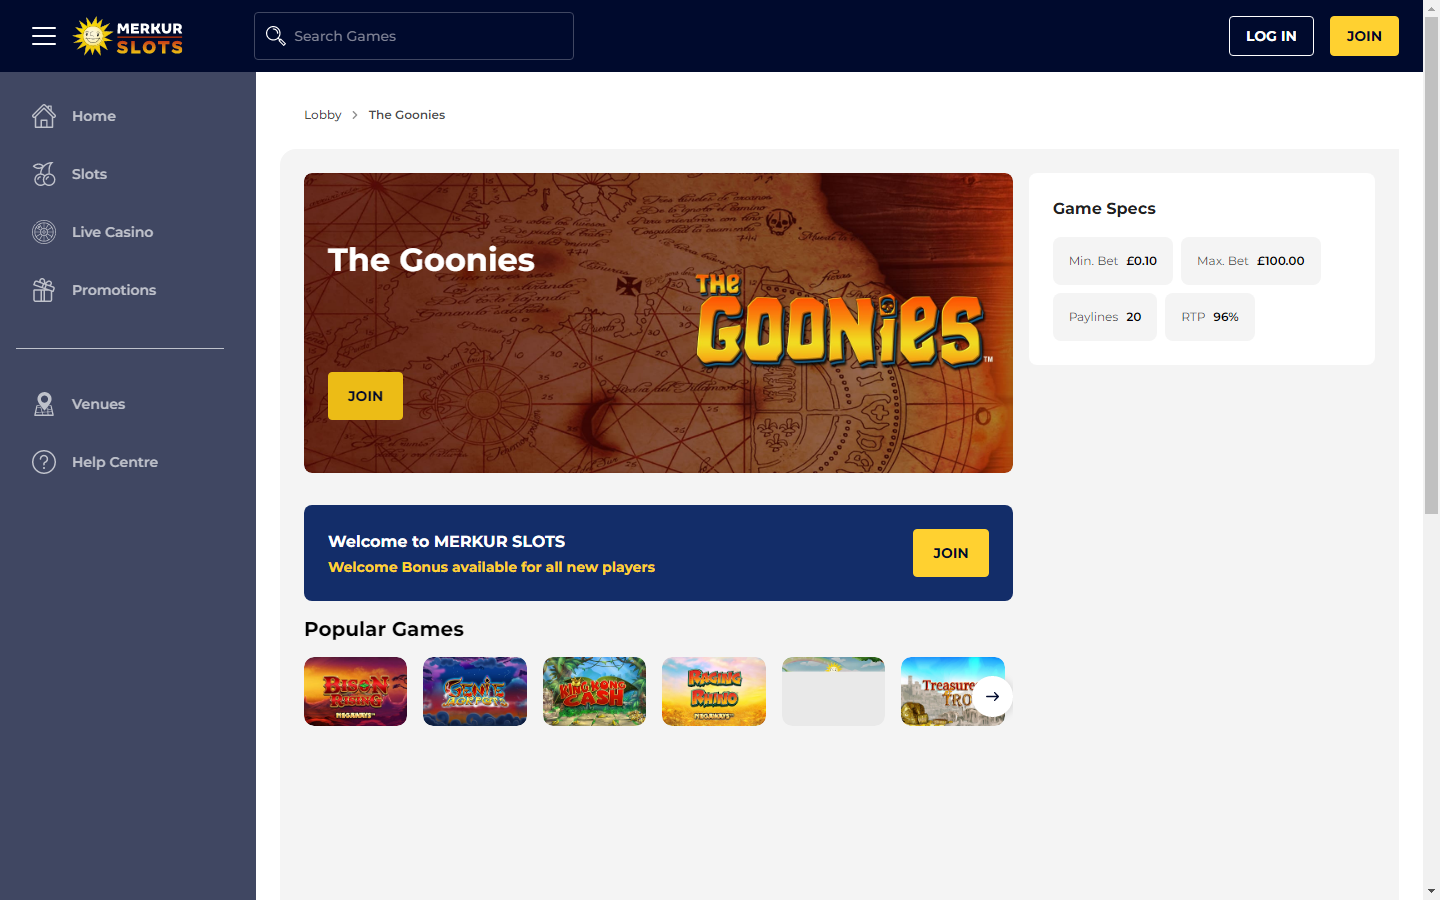 MERKUR
SLOTS
Search Games
LOG IN
JOIN
Home
Slots
Live Casino
Promotions
Venues
Help Centre
Lobby
The Goonies
The Goonies
JOIN
THE
GOONIES
TM
Game Specs
Min. Bet £0.10
Max. Bet £100.00
Paylines 20
RTP 96%
Welcome to MERKUR SLOTS
Welcome Bonus available for all new players
JOIN
Popular Games
BISON
RISING
MEGAWAYS
GENIE
JACKPOTS
KING KONG
CASH
RACING
RHINO
MEGAWAYS